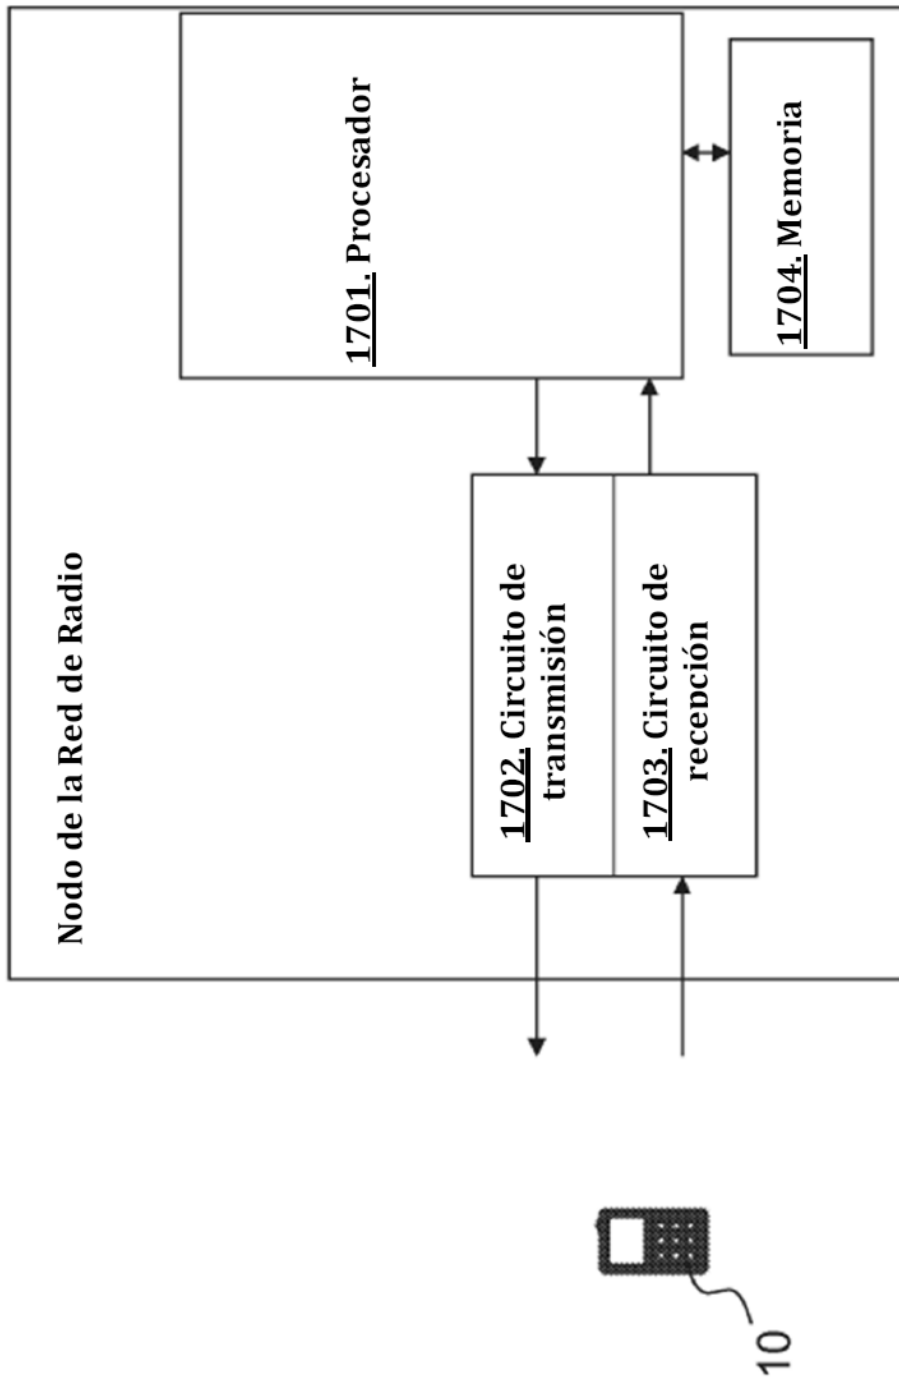 Nodo de la Red de Radio
1701. Procesador
1702. Circuito de
transmisión
1703. Circuito de
recepción
1704. Memoria
10